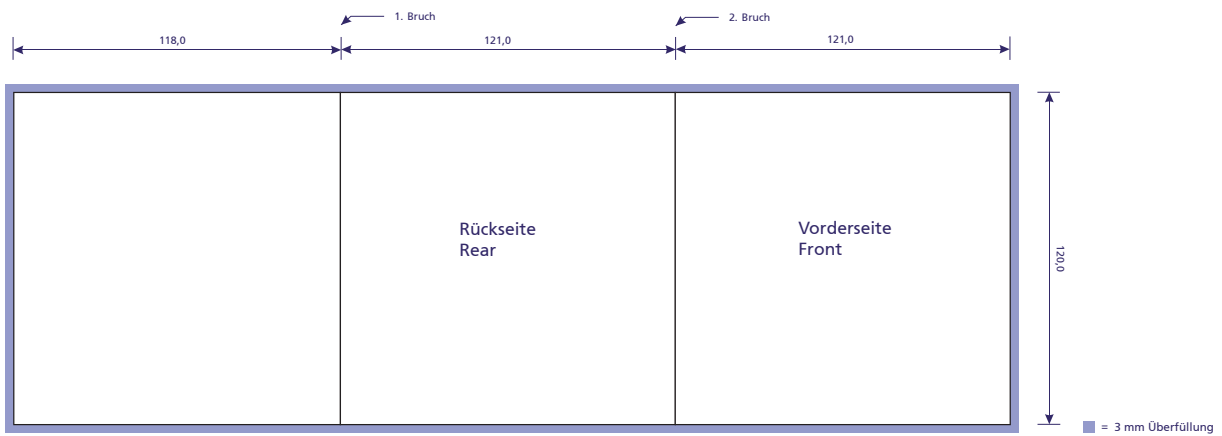 1. Bruch
2. Bruch
118,0
121,0
121,0
Rückseite
Rear
Vorderseite
Front
120,0
= 3 mm Überfüllung